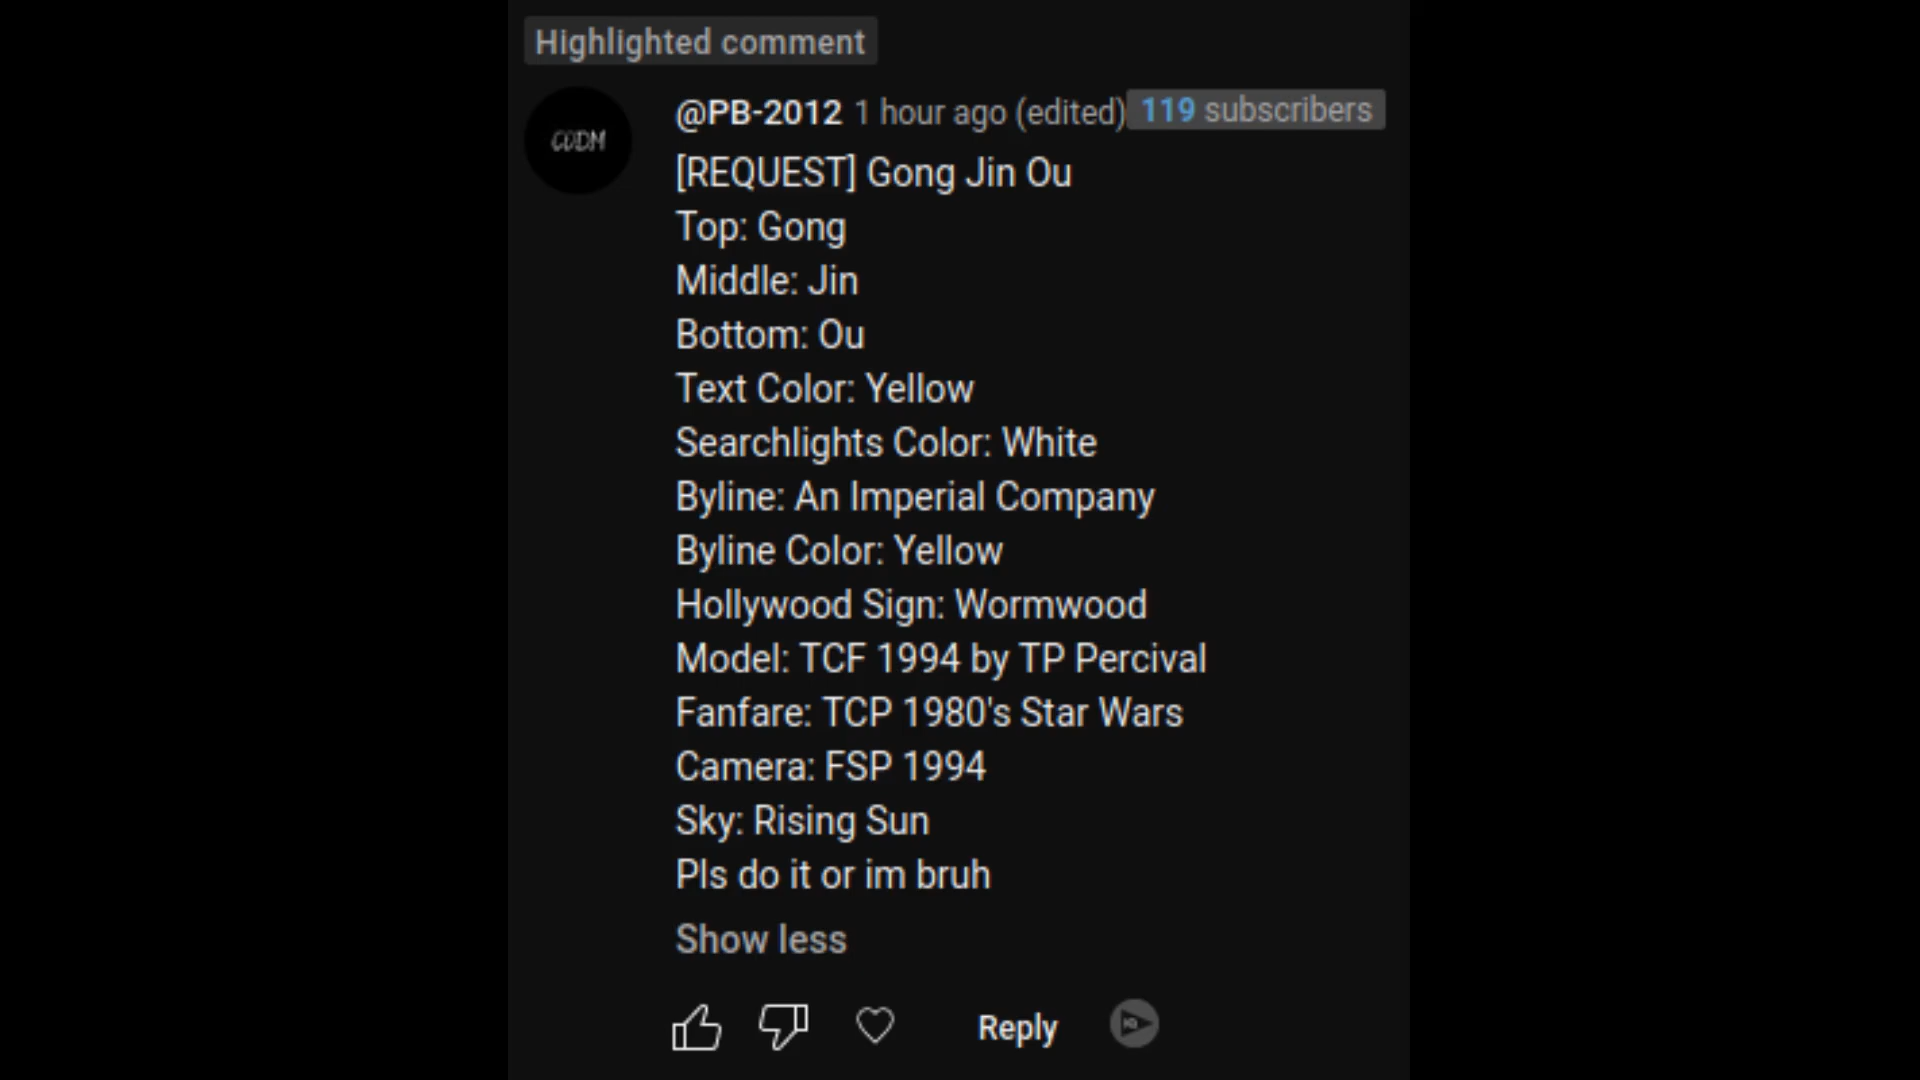 Highlighted comment
@PB-2012 1 hour ago (edited) 119 subscribers
CODM
[REQUEST] Gong Jin Ou
Top: Gong
Middle: Jin
Bottom: Ou
Text Color: Yellow
Searchlights Color: White
Byline: An Imperial Company
Byline Color: Yellow
Hollywood Sign: Wormwood
Model: TCF 1994 by TP Percival
Fanfare: TCP 1980's Star Wars
Camera: FSP 1994
Sky: Rising Sun
Pls do it or im bruh
Show less
Reply